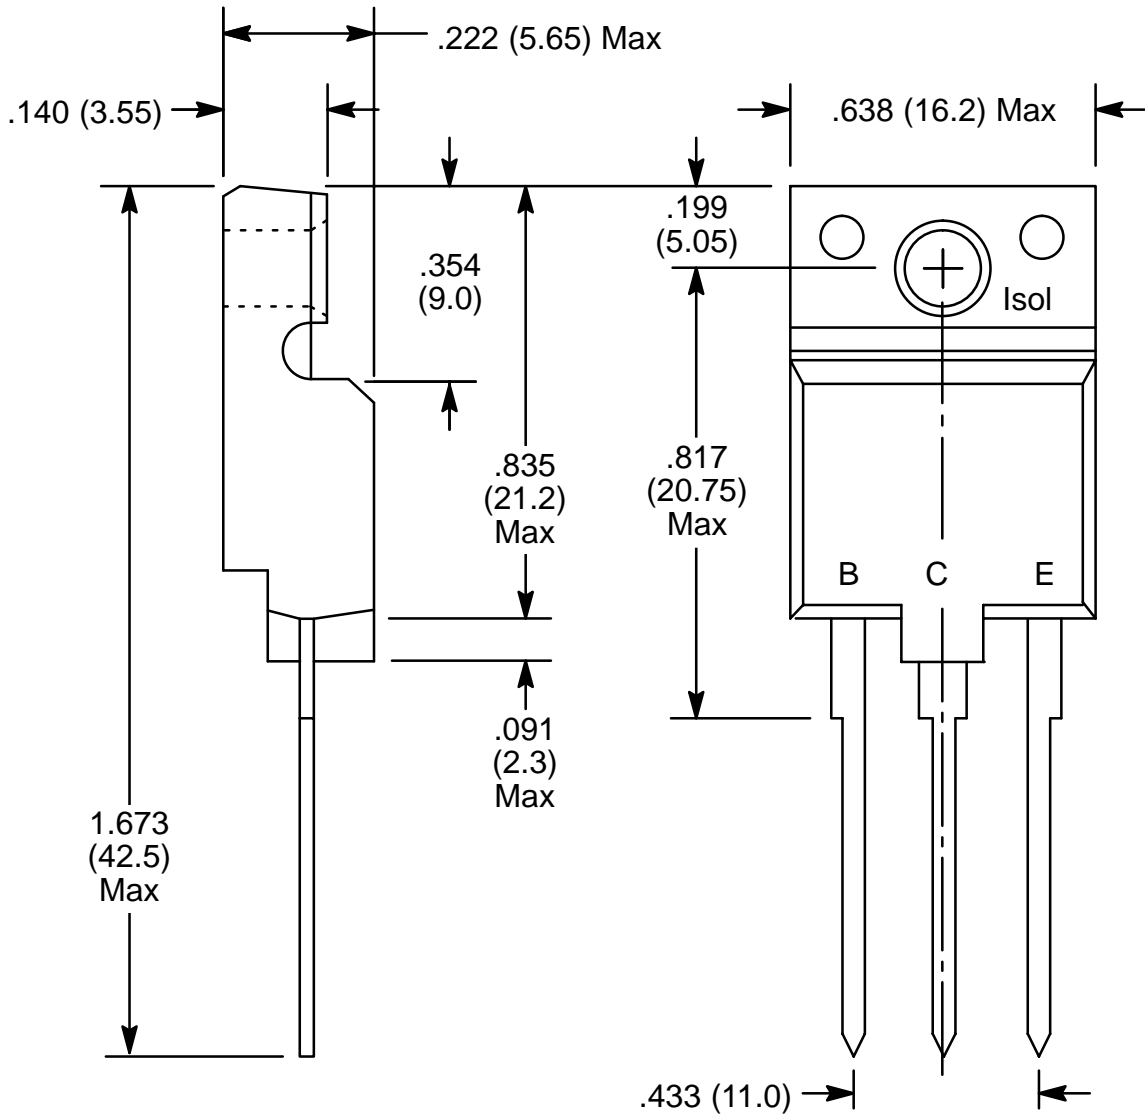 .222 (5.65) Max
.140 (3.55)
.638 (16.2) Max
.199
(5.05)
.354
(9.0)
Isol
.835
(21.2)
Max
.817
(20.75)
Max
B C E
.091
(2.3)
Max
1.673
(42.5)
Max
.433 (11.0)